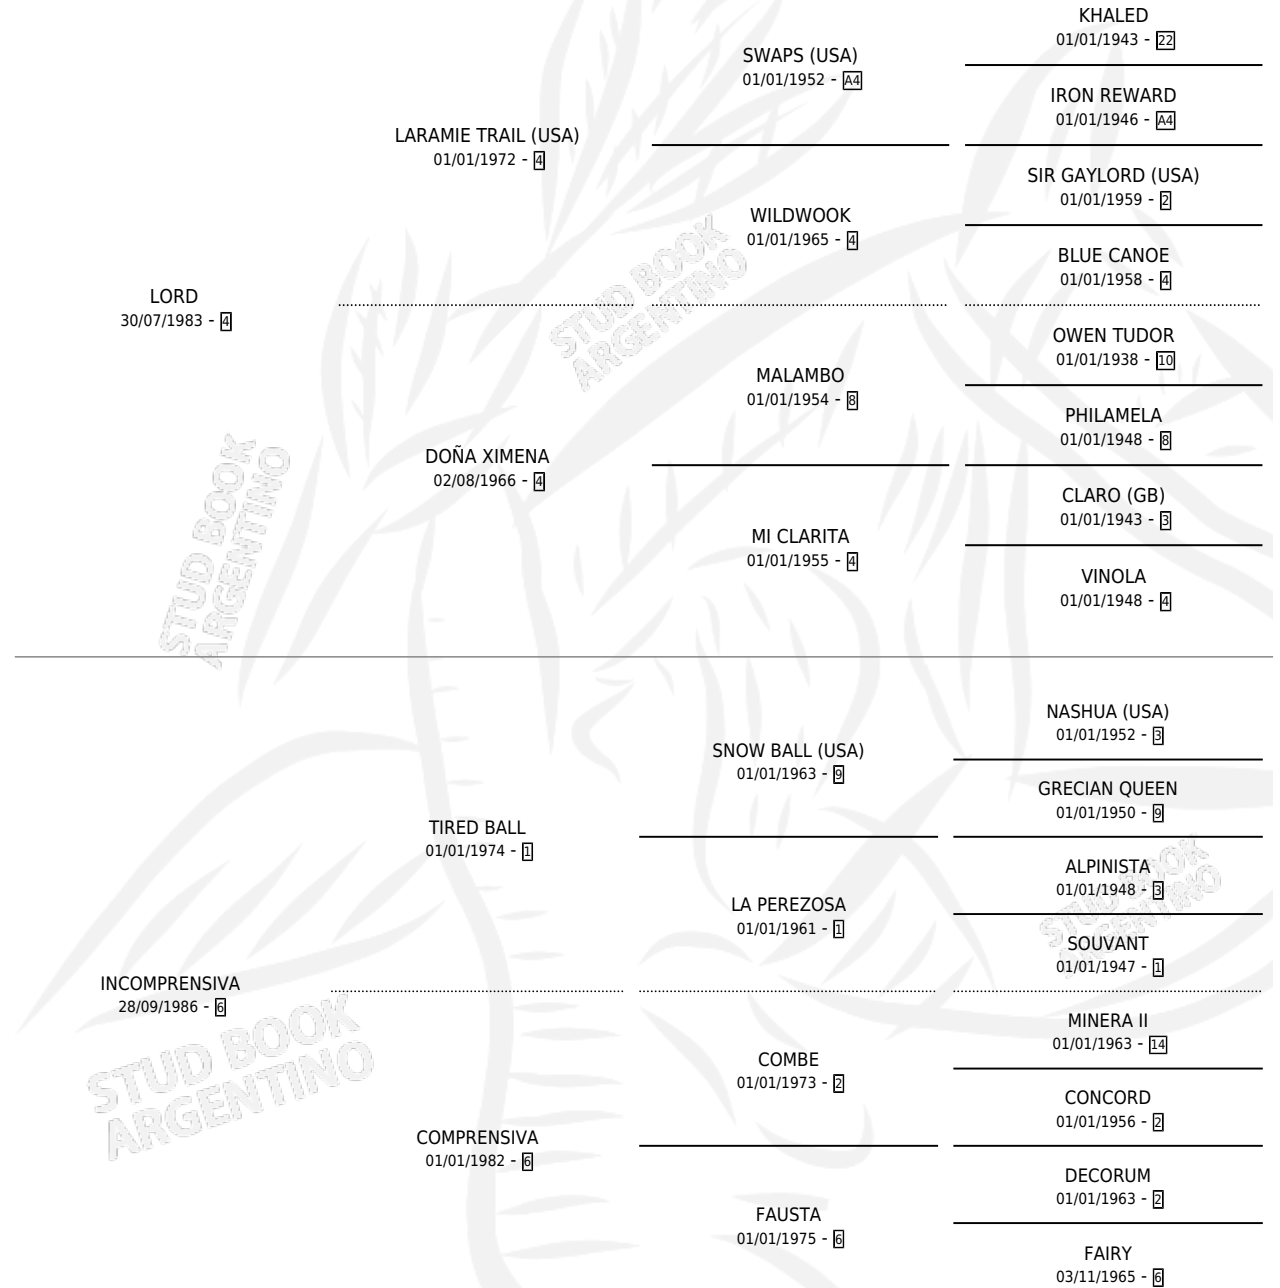 KHALED
01/01/1943 - 22
SWAPS (USA)
01/01/1952 - A4
IRON REWARD
01/01/1946 - A4
LARAMIE TRAIL (USA)
01/01/1972 - 4
SIR GAYLORD (USA)
01/01/1959 - 2
WILDWOOK
01/01/1965 - 4
BLUE CANOE
01/01/1958 - 4
LORD
30/07/1983 - 4
OWEN TUDOR
01/01/1938 - 10
MALAMBO
01/01/1954 - 8
PHILAMELA
01/01/1948 - 8
DOÑA XIMENA
02/08/1966 - 4
CLARO (GB)
01/01/1943 - 3
MI CLARITA
01/01/1955 - 4
VINOLA
01/01/1948 - 4
NASHUA (USA)
01/01/1952 - 3
SNOW BALL (USA)
01/01/1963 - 9
GRECIAN QUEEN
01/01/1950 - 9
TIRED BALL
01/01/1974 - 1
ALPINISTA
01/01/1948 - 3
LA PEREZOSA
01/01/1961 - 1
SOUVANT
01/01/1947 - 1
INCOMPRENSIVA
28/09/1986 - 6
MINERA II
01/01/1963 - 14
COMBE
01/01/1973 - 2
CONCORD
01/01/1956 - 2
COMPRENSIVA
01/01/1982 - 6
DECORUM
01/01/1963 - 2
FAUSTA
01/01/1975 - 6
FAIRY
03/11/1965 - 6
STUD BOOK
ARGENTINO
STUD BOOK
ARGENTINO
STUD BOOK
ARGENTINO
STUD BOOK
ARGENTINO